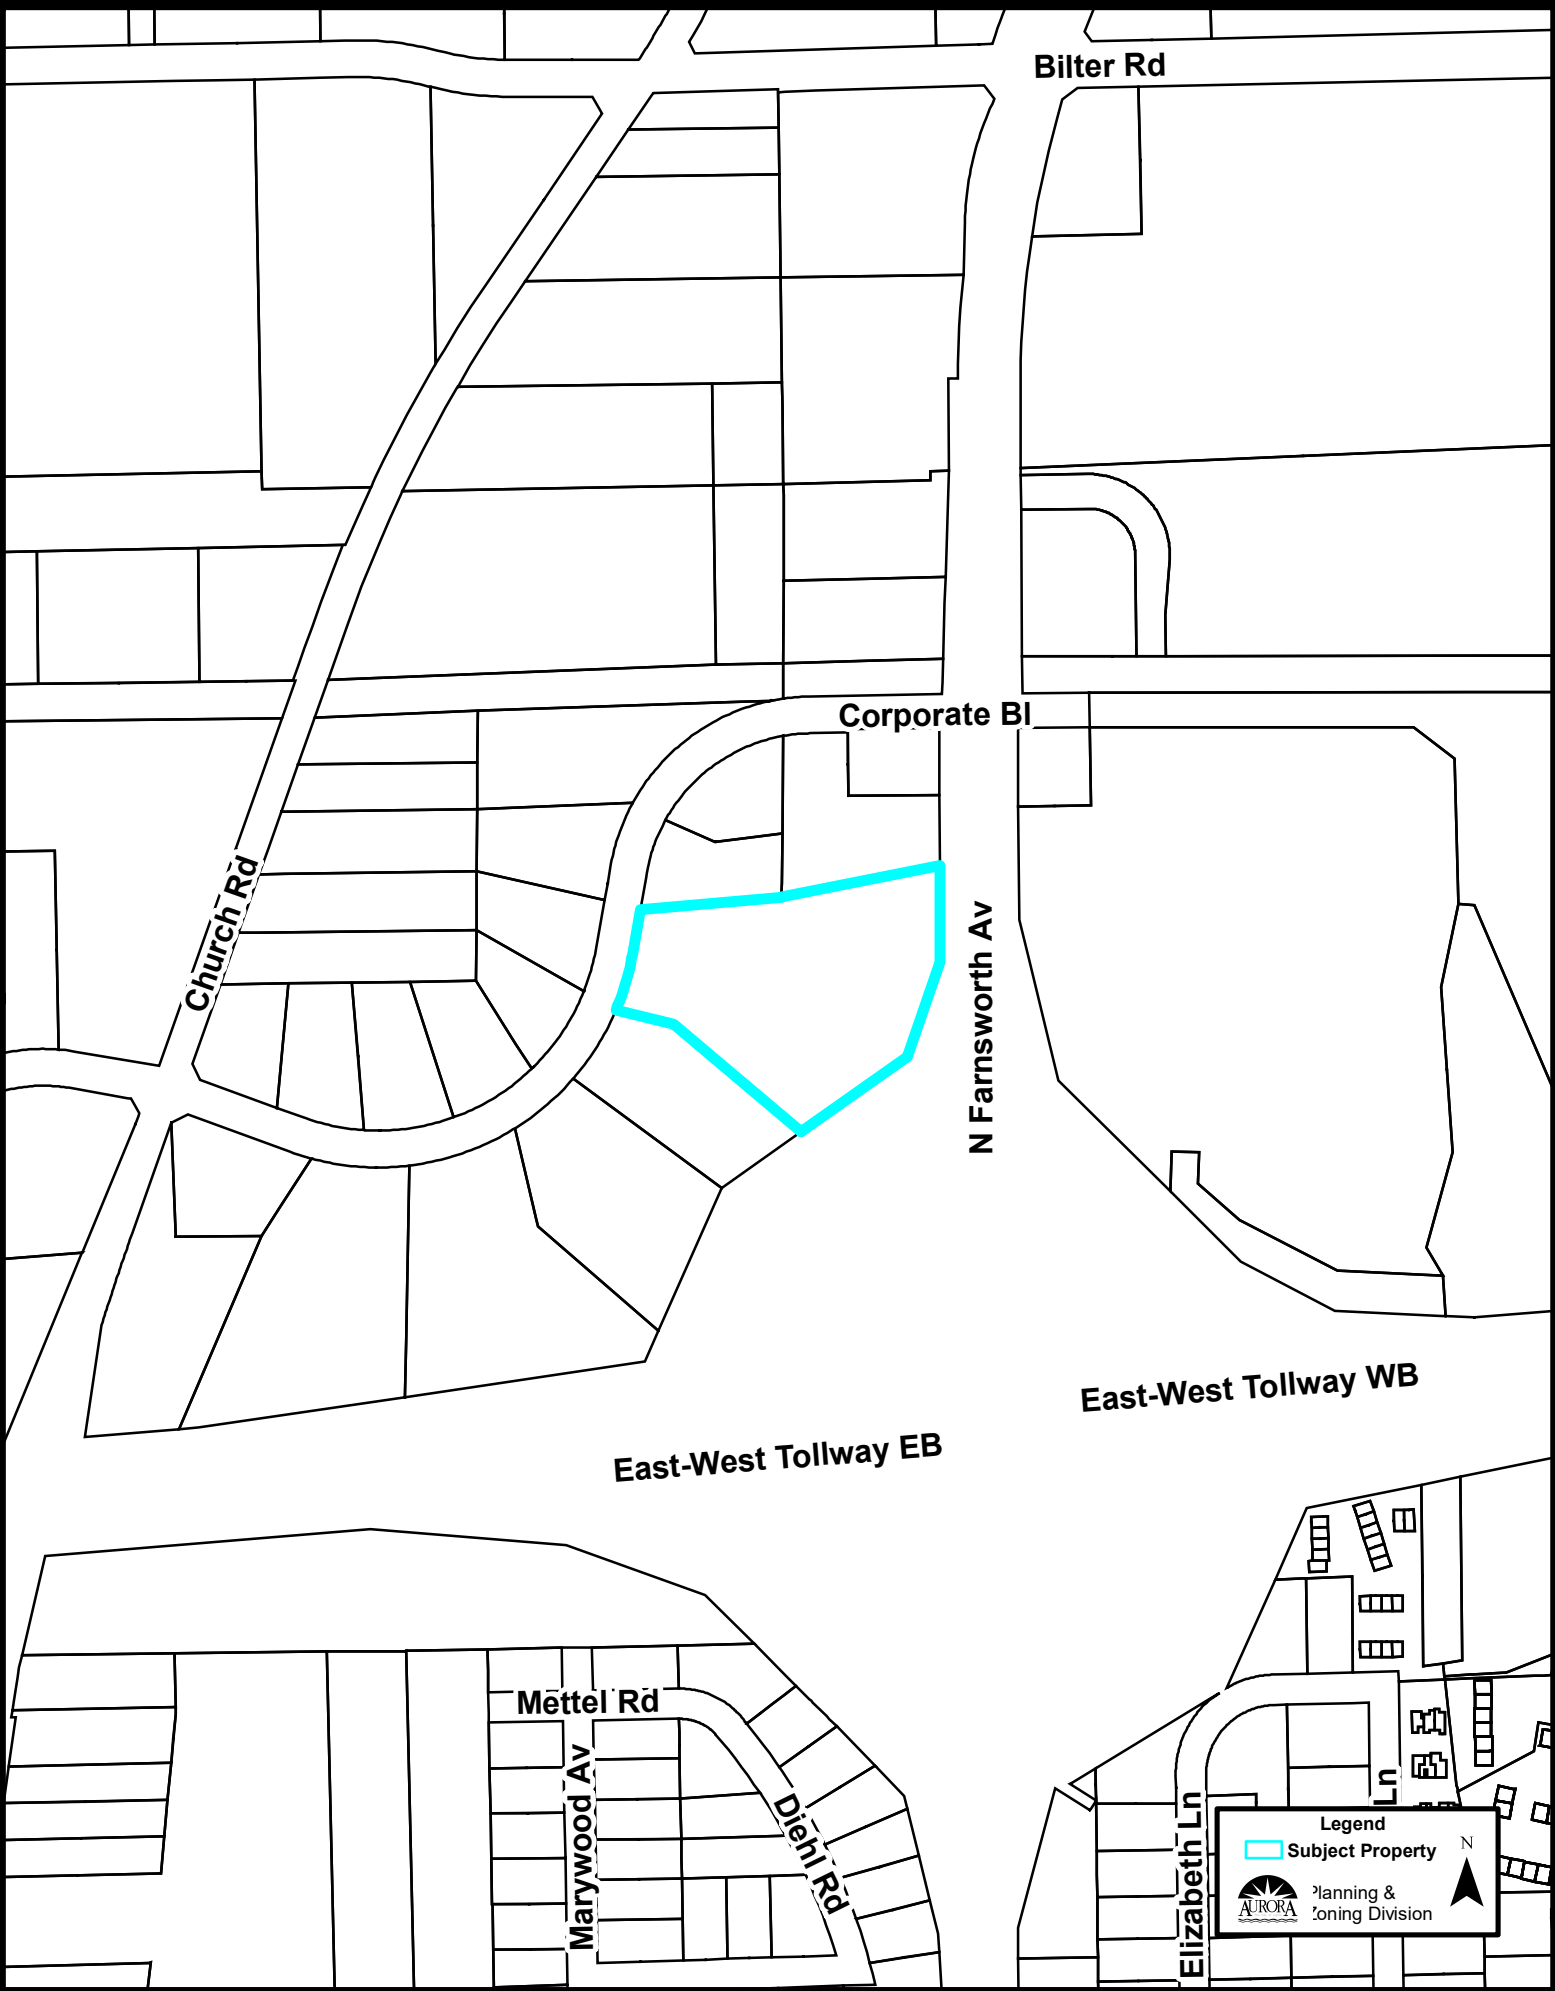 Bilter Rd
Corporate Bl
Church Rd
N Farnsworth Av
East-West Tollway WB
East-West Tollway EB
Mettel Rd
Marywood Av
Diehl Rd
Elizabeth Ln
Ln
Legend
Subject Property
N
AURORA
Planning &
Zoning Division